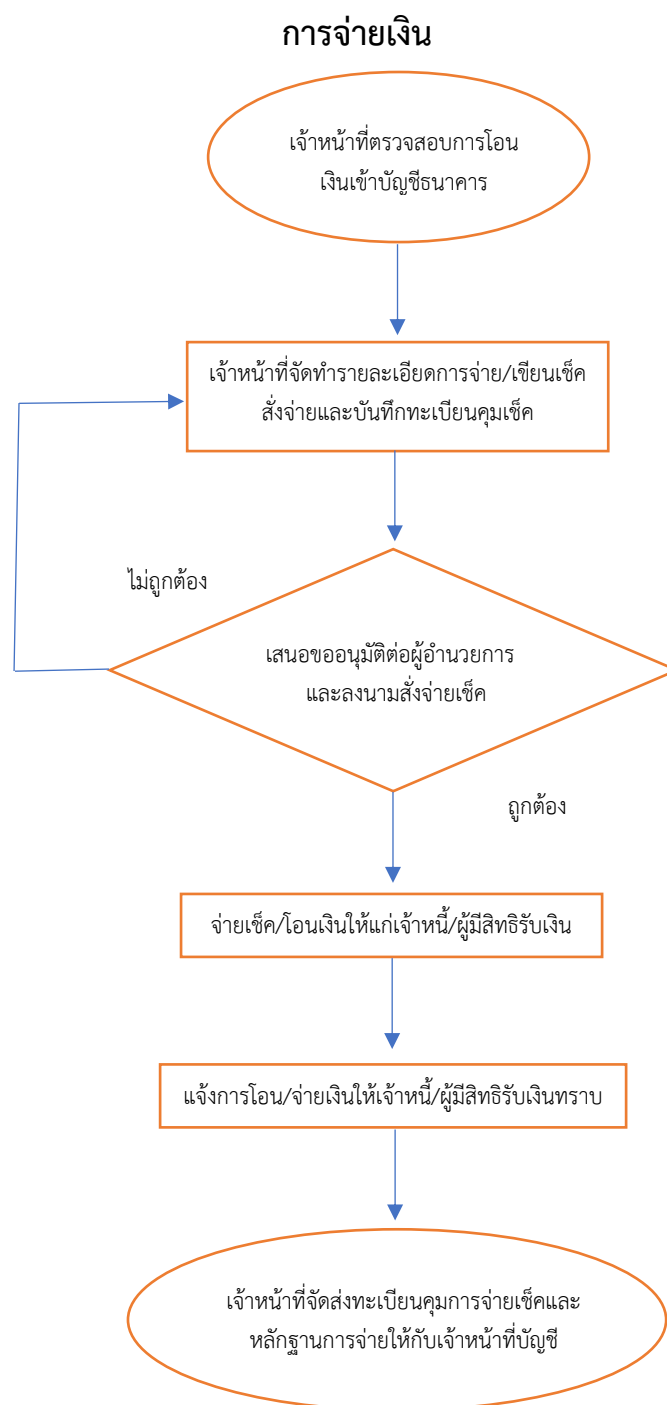 การจ่ายเงิน
เจ้าหน้าที่ตรวจสอบการโอน
เงินเข้าบัญชีธนาคาร
เจ้าหน้าที่จัดทำรายละเอียดการจ่าย/เขียนเช็ค
สั่งจ่ายและบันทึกทะเบียนคุมเช็ค
ไม่ถูกต้อง
เสนอขออนุมัติต่อผู้อำนวยการ
และลงนามสั่งจ่ายเช็ค
ถูกต้อง
จ่ายเช็ค/โอนเงินให้แก่เจ้าหนี้/ผู้มีสิทธิรับเงิน
แจ้งการโอน/จ่ายเงินให้เจ้าหนี้/ผู้มีสิทธิรับเงินทราบ
เจ้าหน้าที่จัดส่งทะเบียนคุมการจ่ายเช็คและ
หลักฐานการจ่ายให้กับเจ้าหน้าที่บัญชี